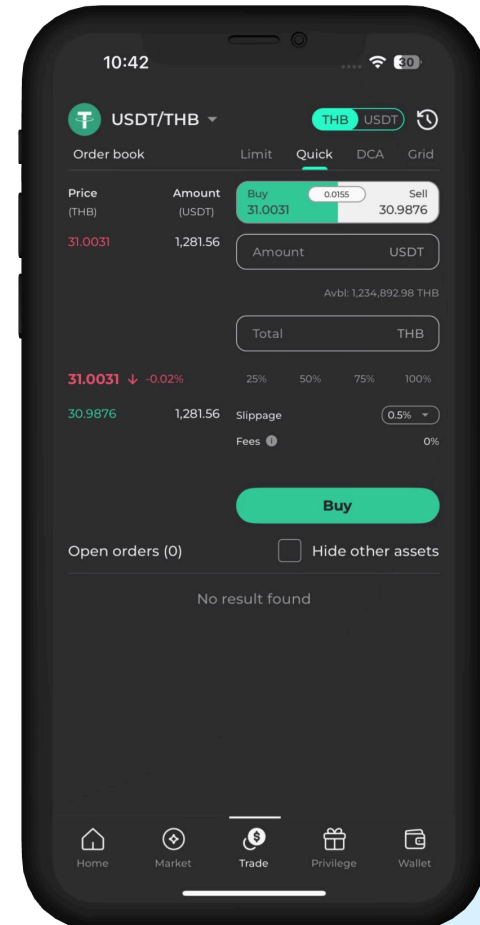 10:42
30
USDT/THB
THB USDT
Order book
Limit Quick DCA Grid
Price Amount
(THB) (USDT)
Buy 0.0155 Sell
31.0031 30.9876
31.0031 1,281.56
Amount USDT
Avbl: 1,234,892.98 THB
Total THB
31.0031 ↓ -0.02%
25% 50% 75% 100%
30.9876 1,281.56
Slippage 0.5%
Fees 0%
Buy
Open orders (0) Hide other assets
No result found
Home Market Trade Privilege Wallet